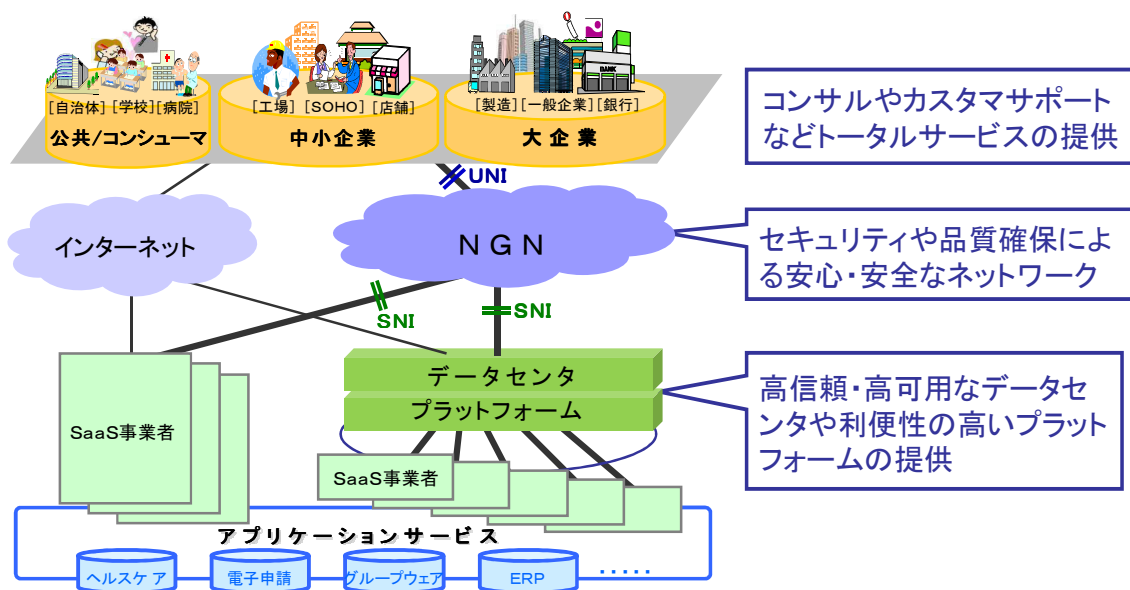 [自治体] [学校] [病院]
公共/コンシューマ
[工場] [SOHO] [店舗]
中小企業
BANK
[製造] [一般企業] [銀行]
大企業
コンサルやカスタマサポート
などトータルサービスの提供
UNI
インターネット
NGN
セキュリティや品質確保によ
る安心・安全なネットワーク
SNI
SNI
データセンタ
プラットフォーム
高信頼・高可用なデータセ
ンタや利便性の高いプラット
フォームの提供
SaaS事業者
SaaS事業者
アプリケーションサービス
ヘルスケア
電子申請
グループウェア
ERP
・・・・・